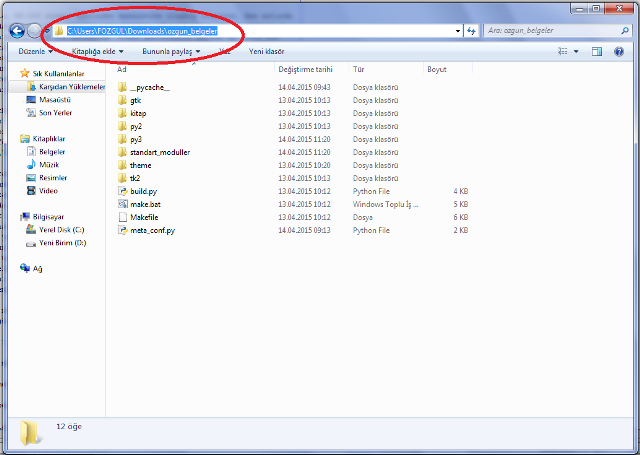 C:\Users\FOZGUL\Downloads\ozgun_belgeler
Ara: ozgun_belgeler
Düzenle Kitaplığa ekle Bununla paylaş Yaz Yeni klasör
Ad Değiştirme tarihi Tür Boyut
Sık Kullanılanlar
Karşıdan Yüklemeler
Masaüstü
Son Yerler
Kitaplıklar
Belgeler
Müzik
Resimler
Video
Bilgisayar
Yerel Disk (C:)
Yeni Birim (D:)
Ağ
__pycache__ 14.04.2015 09:43 Dosya klasörü
gtk 13.04.2015 10:13 Dosya klasörü
kitap 13.04.2015 10:13 Dosya klasörü
py2 13.04.2015 10:13 Dosya klasörü
py3 14.04.2015 11:20 Dosya klasörü
standart_moduller 14.04.2015 11:20 Dosya klasörü
theme 13.04.2015 10:20 Dosya klasörü
tk2 13.04.2015 10:13 Dosya klasörü
build.py 13.04.2015 10:12 Python File 4 KB
make.bat 13.04.2015 10:12 Windows Toplu İş ... 5 KB
Makefile 13.04.2015 10:12 Dosya 6 KB
meta_conf.py 14.04.2015 09:13 Python File 2 KB
12 öğe